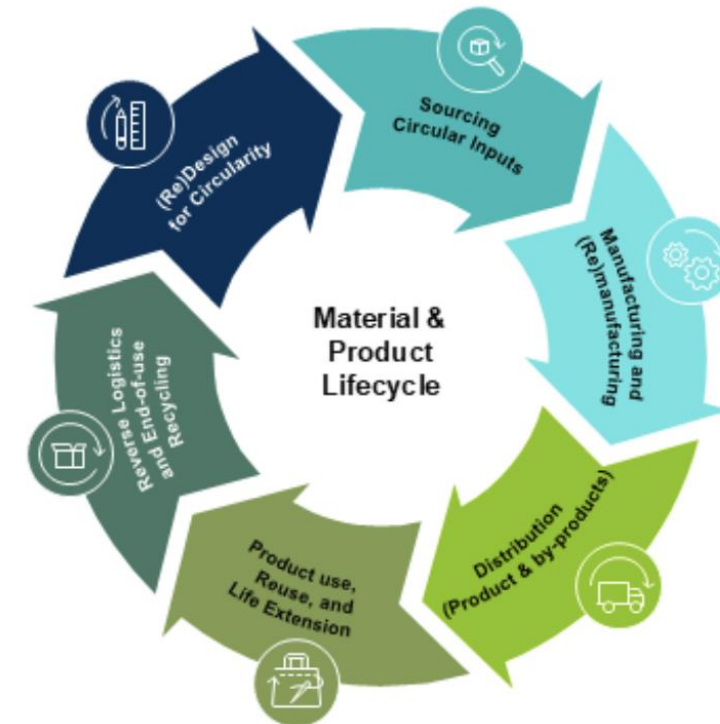 (Re)Design
for Circularity
Sourcing
Circular Inputs
Manufacturing and
(Re)manufacturing
Material &
Product
Lifecycle
Distribution
(Product & by-products)
Product use,
Reuse, and
Life Extension
Reverse Logistics
and End-of-use
Recycling